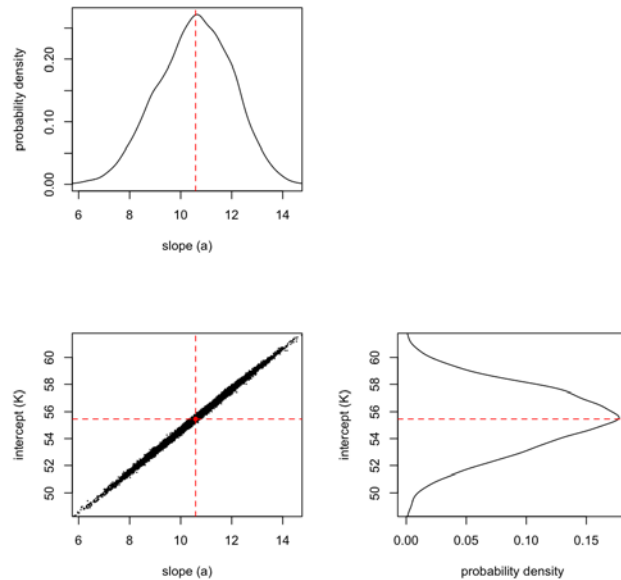 probability density
0.00 0.10 0.20
6 8 10 12 14
slope (a)
intercept (K)
50 52 54 56 58 60
6 8 10 12 14
slope (a)
intercept (K)
50 52 54 56 58 60
0.00 0.05 0.10 0.15
probability density